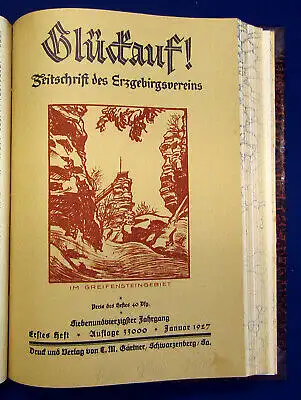 Glückauf!
Zeitschrift des Erzgebirgsvereins
IM GREIFENSTEINGEBIET
Preis des Heftes 40 Pfg.
Siebenundvierzigster Jahrgang
Erstes Heft • Auflage 33000 • Januar 1927
Druck und Verlag von C. M. Gärtner, Schwarzenberg/Sa.